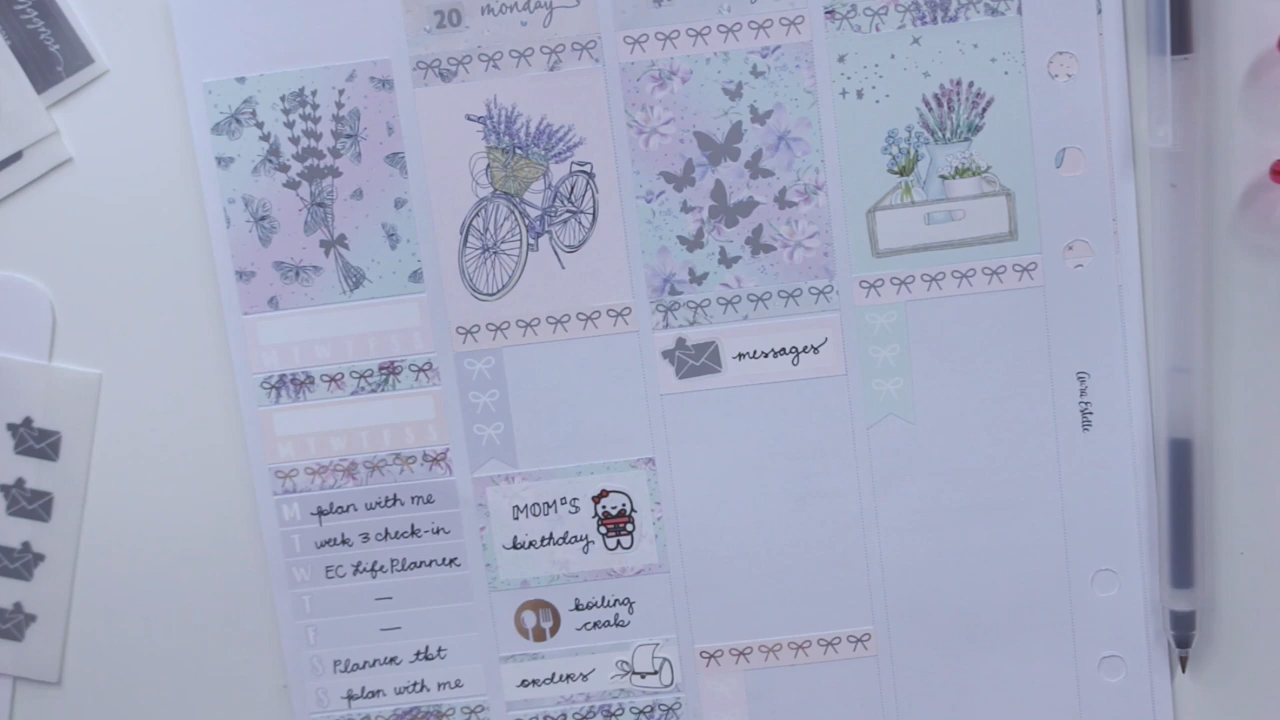 20 monday
M T W T F S S
M T W T F S S
M plan with me
T week 3 check-in
W EC Life Planner
T —
F —
S Planner tbt
S plan with me
MOM'S
birthday
boiling
crab
orders
messages